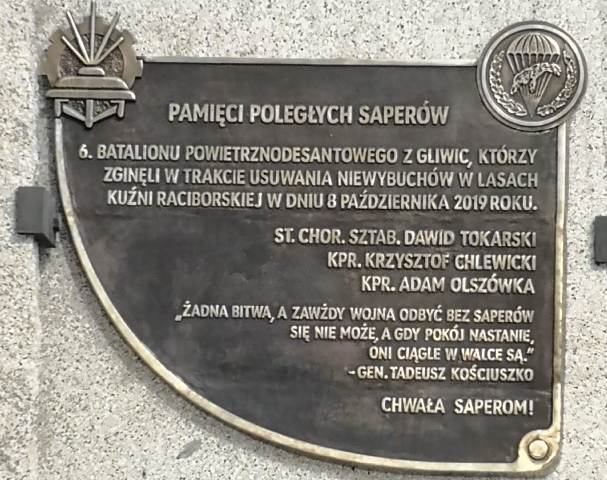 PAMIĘCI POLEGŁYCH SAPERÓW
6. BATALIONU POWIETRZNODESANTOWEGO Z GLIWIC, KTÓRZY
ZGINĘLI W TRAKCIE USUWANIA NIEWYBUCHÓW W LASACH
KUŹNI RACIBORSKIEJ W DNIU 8 PAŹDZIERNIKA 2019 ROKU.
ST. CHOR. SZTAB. DAWID TOKARSKI
KPR. KRZYSZTOF CHLEWICKI
KPR. ADAM OLSZÓWKA
„ŻADNA BITWA, A ZAWŻDY WOJNA ODBYĆ BEZ SAPERÓW
SIĘ NIE MOŻE, A GDY POKÓJ NASTANIE,
ONI CIĄGLE W WALCE SĄ."
- GEN. TADEUSZ KOŚCIUSZKO
CHWAŁA SAPEROM!